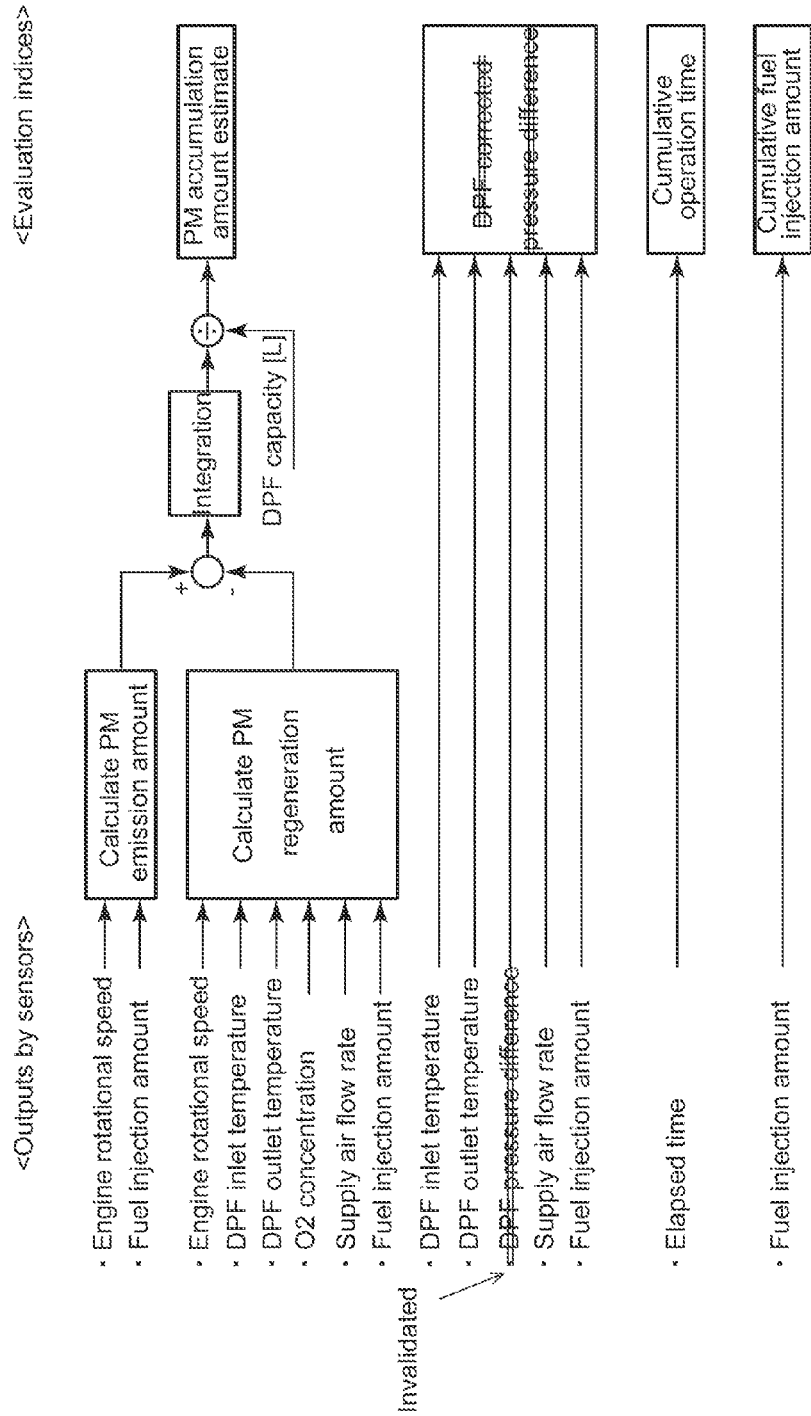 <Outputs by sensors>
<Evaluation indices>
• Engine rotational speed
• Fuel injection amount
Calculate PM
emission amount
• Engine rotational speed
• DPF inlet temperature
• DPF outlet temperature
• O2 concentration
• Supply air flow rate
• Fuel injection amount
Calculate PM
regeneration
amount
+
-
Integration
÷
DPF capacity [L]
PM accumulation
amount estimate
Invalidated
• DPF inlet temperature
• DPF outlet temperature
• DPF pressure difference
• Supply air flow rate
• Fuel injection amount
DPF corrected
pressure difference
• Elapsed time
Cumulative
operation time
• Fuel injection amount
Cumulative fuel
injection amount